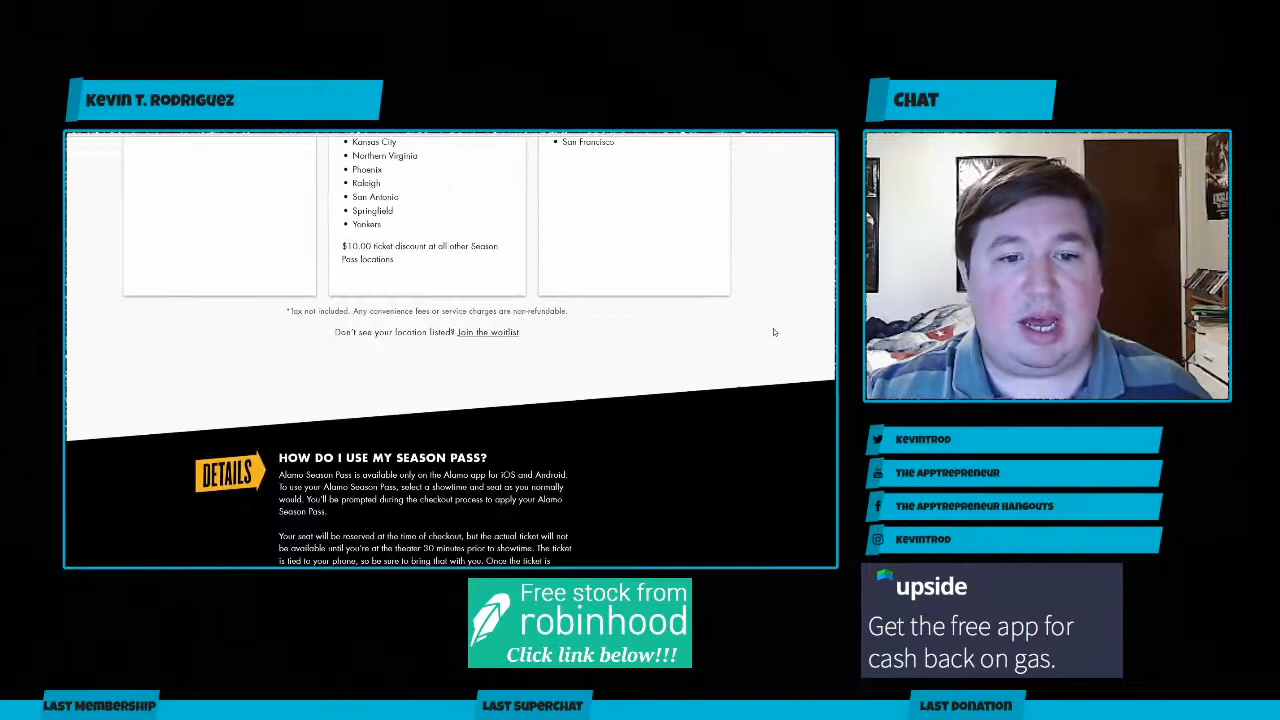 Kevin T. Rodriguez
CHAT
Kansas City
Northern Virginia
Phoenix
Raleigh
San Antonio
Springfield
Yonkers
$10.00 ticket discount at all other Season
Pass locations
San Francisco
*Tax not included. Any convenience fees or service charges are non-refundable.
Don't see your location listed? Join the waitlist
DETAILS
HOW DO I USE MY SEASON PASS?
Alamo Season Pass is available only on the Alamo app for iOS and Android.
To use your Alamo Season Pass, select a showtime and seat as you normally
would. You'll be prompted during the checkout process to apply your Alamo
Season Pass.
Your seat will be reserved at the time of checkout, but the actual ticket will not
be available until you're at the theater 30 minutes prior to showtime. The ticket
is tied to your phone, so be sure to bring that with you. Once the ticket is
KevinTRod
The Apptrepreneur
The Apptrepreneur Hangouts
KevinTRod
Free stock from
robinhood
Click link below!!!
upside
Get the free app for
cash back on gas.
Last Membership
Last Superchat
Last Donation